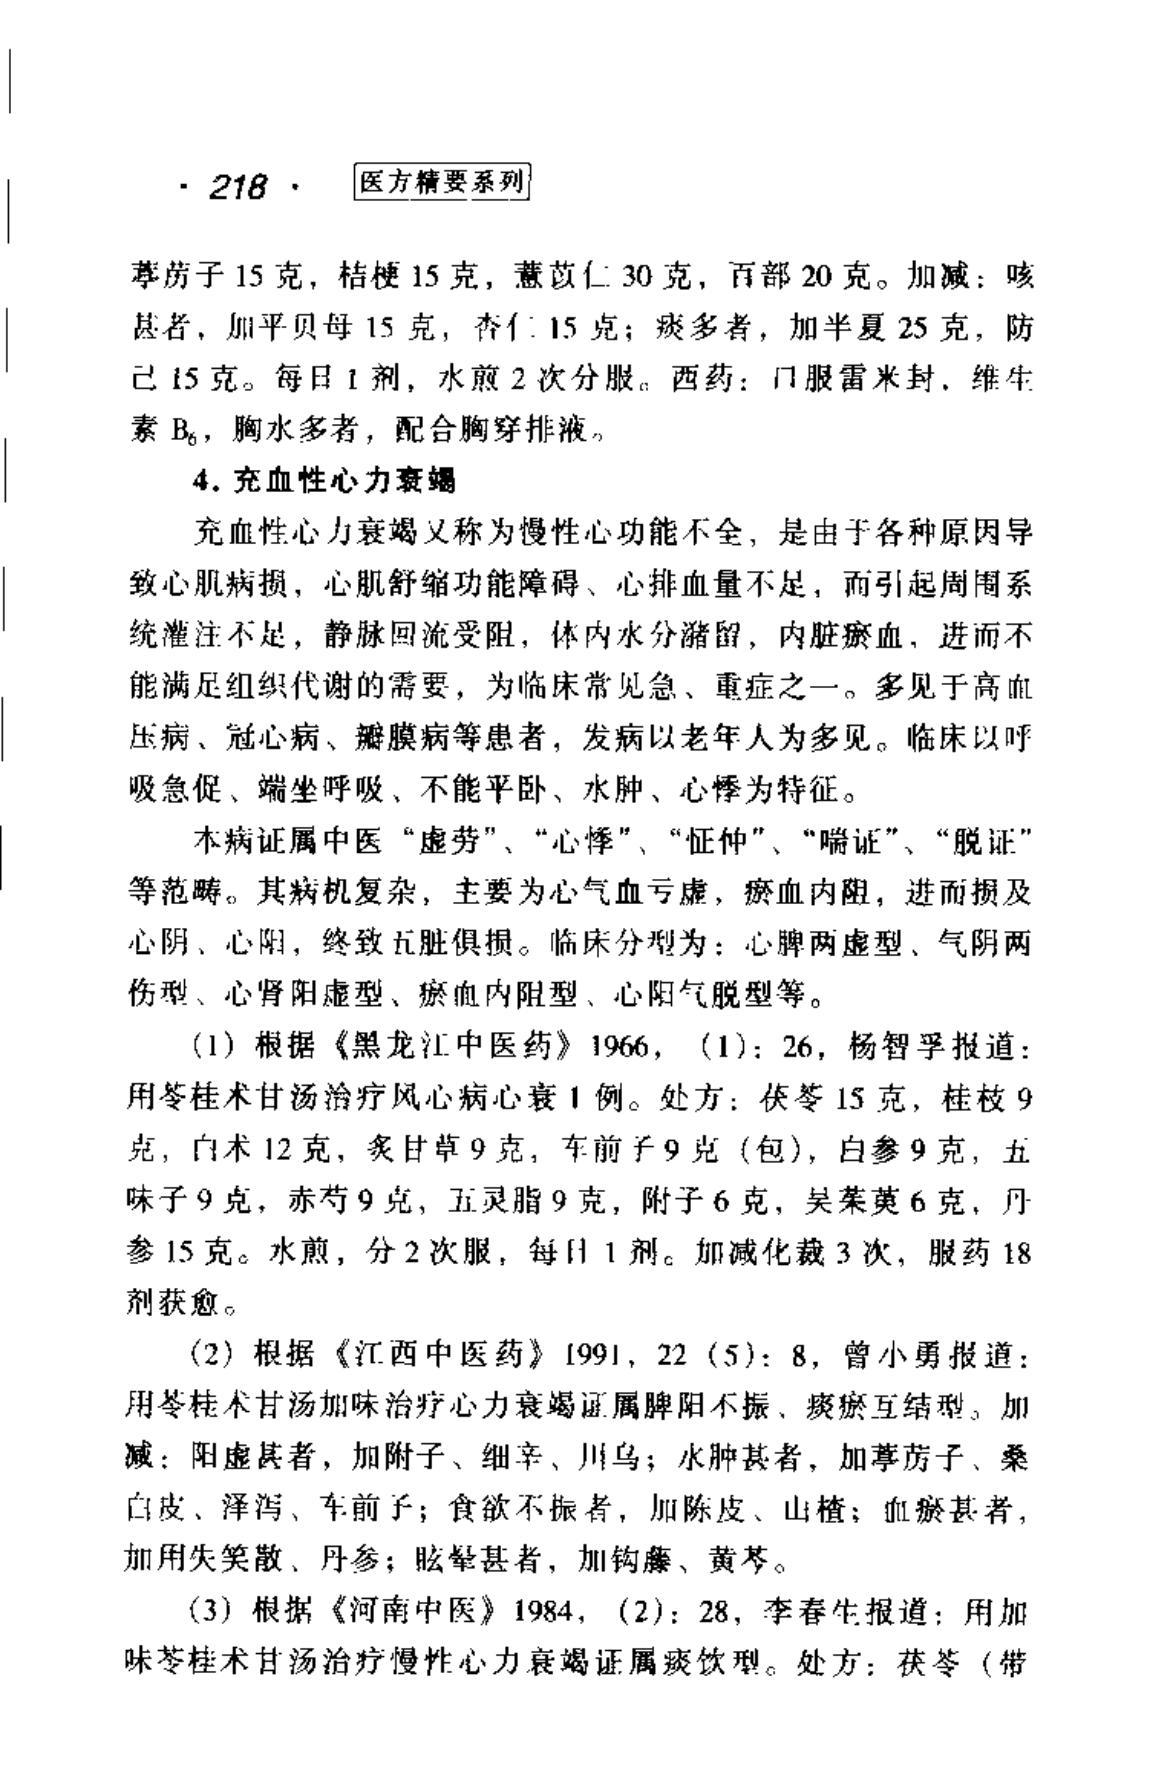 · 218 · 医方精要系列
葶苈子 15 克，桔梗 15 克，薏苡仁 30 克，百部 20 克。加减：咳
甚者，加平贝母 15 克，杏仁 15 克；痰多者，加半夏 25 克，防
己 15 克。每日 1 剂，水煎 2 次分服。西药：口服雷米封，维生
素 B₆，胸水多者，配合胸穿排液。
4. 充血性心力衰竭
充血性心力衰竭又称为慢性心功能不全，是由于各种原因导
致心肌病损，心肌舒缩功能障碍、心排血量不足，而引起周围系
统灌注不足，静脉回流受阻，体内水分潴留，内脏瘀血，进而不
能满足组织代谢的需要，为临床常见急、重症之一。多见于高血
压病、冠心病、瓣膜病等患者，发病以老年人为多见。临床以呼
吸急促、端坐呼吸、不能平卧、水肿、心悸为特征。
本病证属中医“虚劳”、“心悸”、“怔忡”、“喘证”、“脱证”
等范畴。其病机复杂，主要为心气血亏虚，瘀血内阻，进而损及
心阴、心阳，终致五脏俱损。临床分型为：心脾两虚型、气阴两
伤型、心肾阳虚型、瘀血内阻型、心阳气脱型等。
（1）根据《黑龙江中医药》1966，（1）：26，杨智孚报道：
用苓桂术甘汤治疗风心病心衰 1 例。处方：茯苓 15 克，桂枝 9
克，白术 12 克，炙甘草 9 克，车前子 9 克（包），白参 9 克，五
味子 9 克，赤芍 9 克，五灵脂 9 克，附子 6 克，吴茱萸 6 克，丹
参 15 克。水煎，分 2 次服，每日 1 剂。加减化裁 3 次，服药 18
剂获愈。
（2）根据《江西中医药》1991，22（5）：8，曾小勇报道：
用苓桂术甘汤加味治疗心力衰竭证属脾阳不振、痰瘀互结型。加
减：阳虚甚者，加附子、细辛、川乌；水肿甚者，加葶苈子、桑
白皮、泽泻、车前子；食欲不振者，加陈皮、山楂；血瘀甚者，
加用失笑散、丹参；眩晕甚者，加钩藤、黄芩。
（3）根据《河南中医》1984，（2）：28，李春生报道：用加
味苓桂术甘汤治疗慢性心力衰竭证属痰饮型。处方：茯苓（带